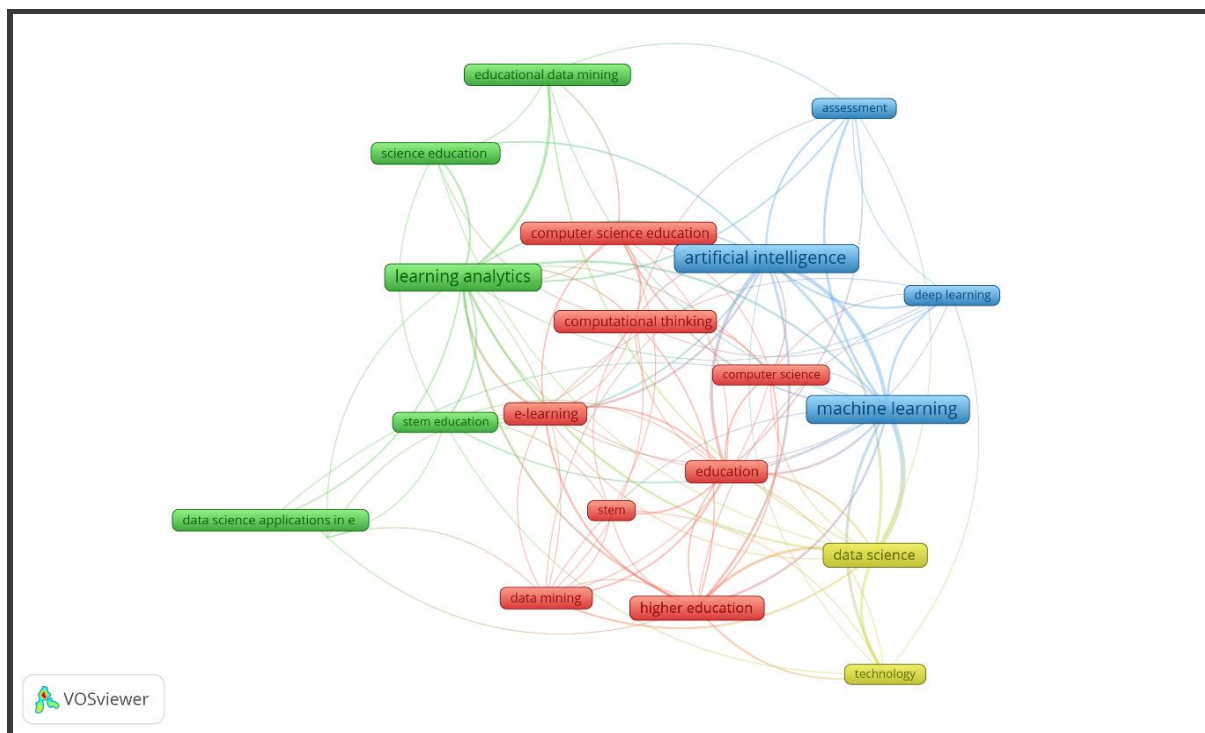 educational data mining
assessment
science education
computer science education
artificial intelligence
learning analytics
deep learning
computational thinking
computer science
machine learning
e-learning
stem education
education
stem
data science applications in e
data science
data mining
higher education
technology
VOSviewer